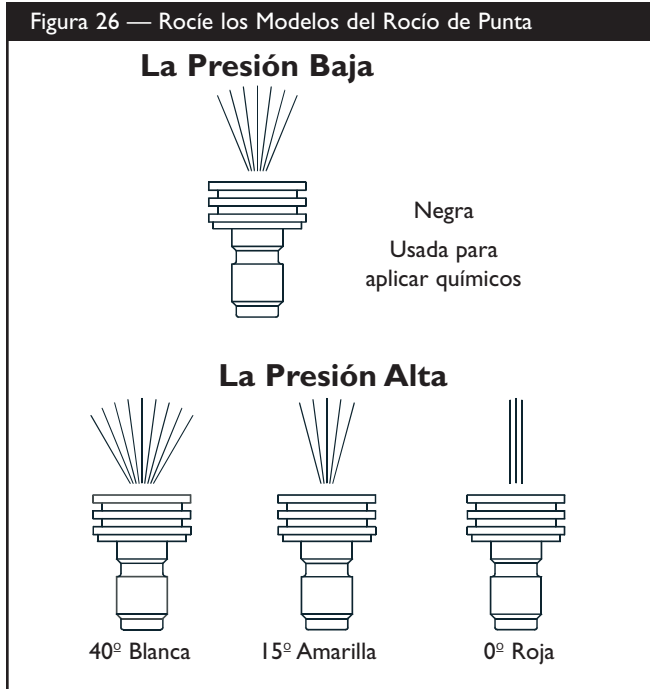 Figura 26 — Rocíe los Modelos del Rocío de Punta
La Presión Baja
Negra
Usada para
aplicar químicos
La Presión Alta
40º Blanca
15º Amarilla
0º Roja